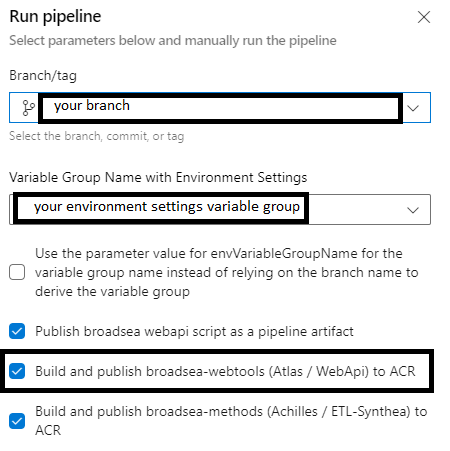 Run pipeline
Select parameters below and manually run the pipeline
Branch/tag
your branch
Select the branch, commit, or tag
Variable Group Name with Environment Settings
your environment settings variable group
Use the parameter value for envVariableGroupName for the
variable group name instead of relying on the branch name to
derive the variable group
Publish broadsea webapi script as a pipeline artifact
Build and publish broadsea-webtools (Atlas / WebApi) to ACR
Build and publish broadsea-methods (Achilles / ETL-Synthea) to
ACR